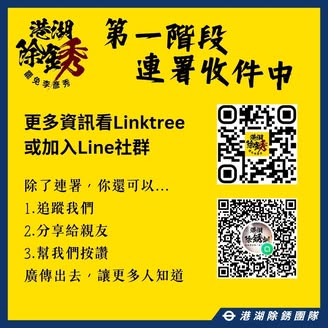 港湖
除銹秀
罷免李彥秀
第一階段
連署收件中
更多資訊看Linktree
或加入Line社群
除了連署，你還可以...
1.追蹤我們
2.分享給親友
3.幫我們按讚
廣傳出去，讓更多人知道
港湖除銹團隊